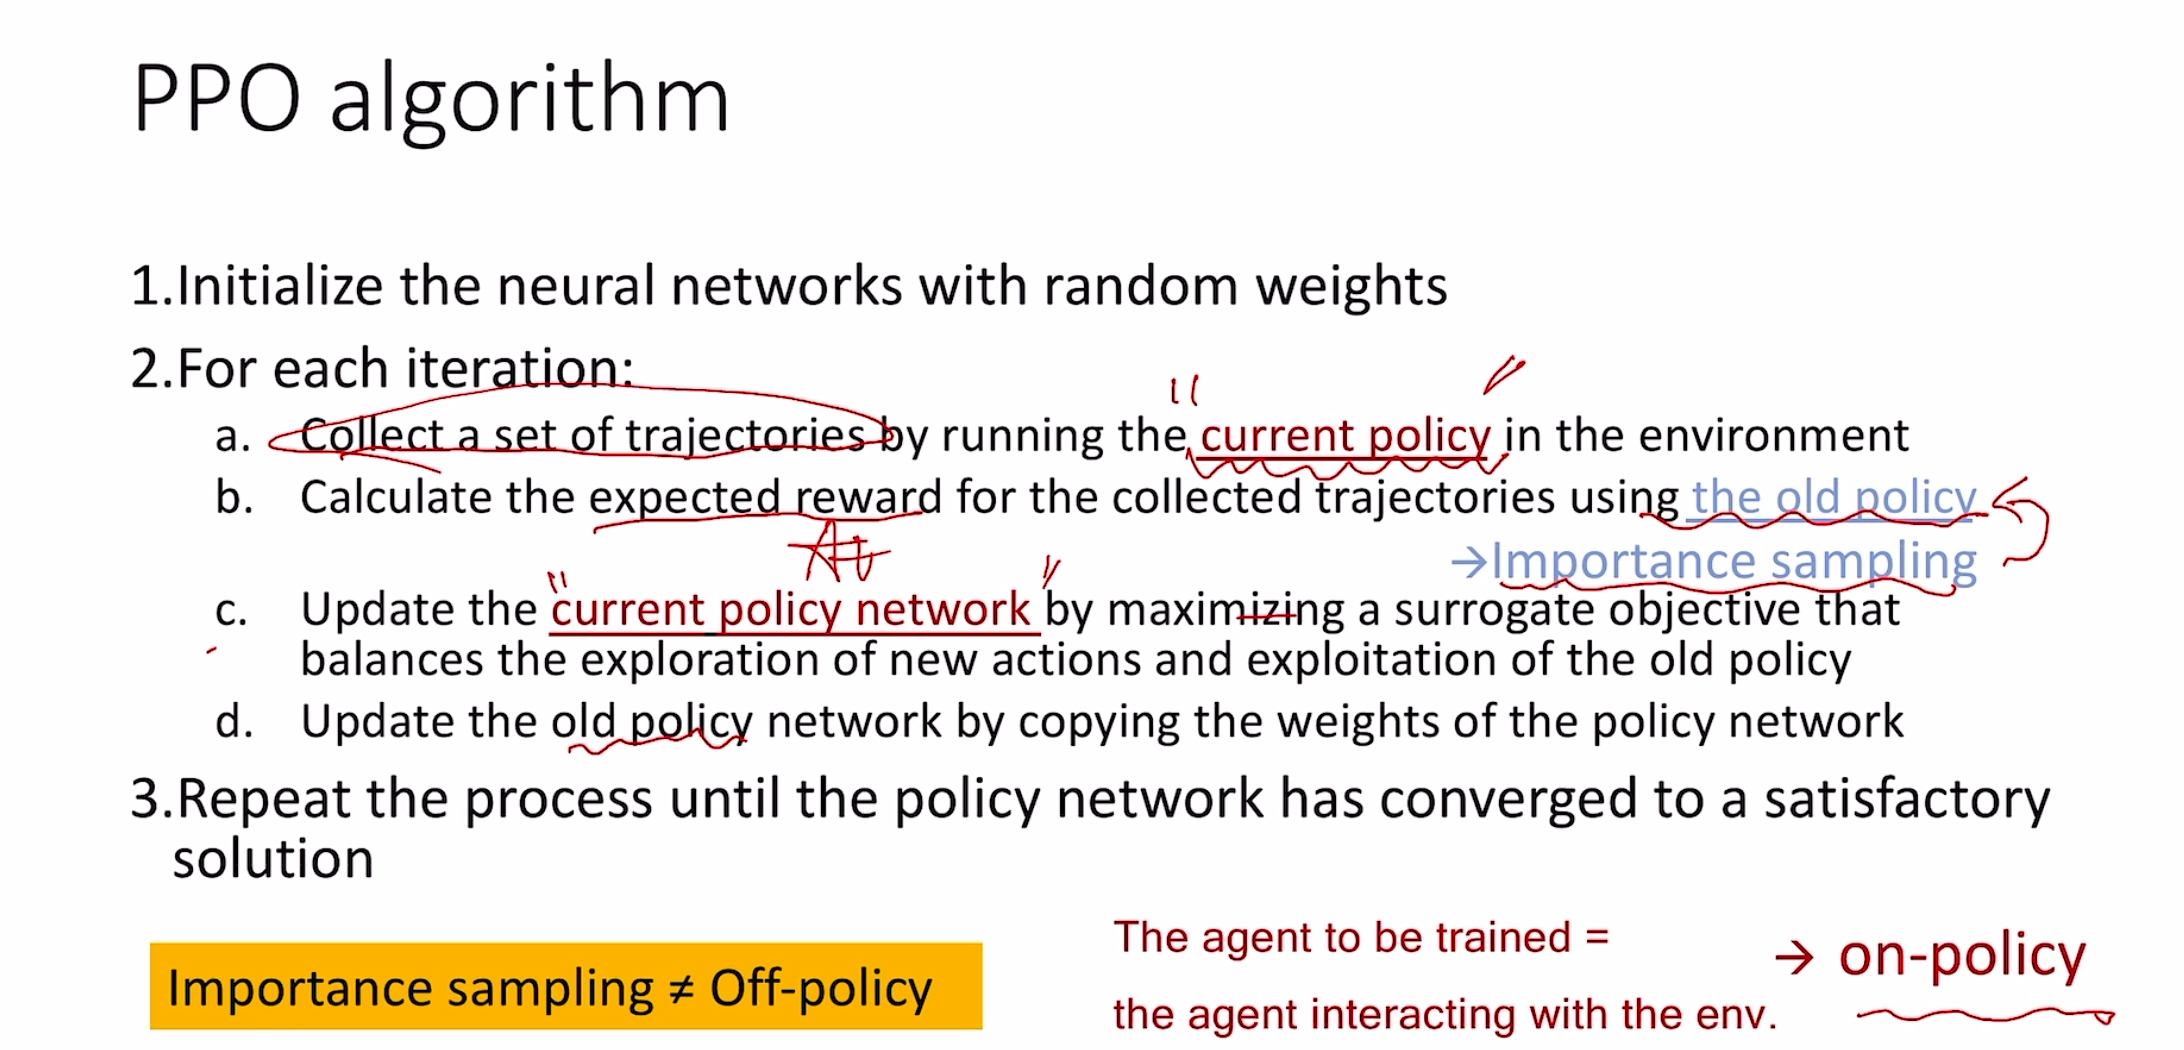 PPO algorithm
1.Initialize the neural networks with random weights
2.For each iteration:
a. Collect a set of trajectories by running the current policy in the environment
b. Calculate the expected reward for the collected trajectories using the old policy
At
→Importance sampling
c. Update the "current policy network" by maximizing a surrogate objective that
balances the exploration of new actions and exploitation of the old policy
d. Update the old policy network by copying the weights of the policy network
3.Repeat the process until the policy network has converged to a satisfactory
solution
Importance sampling ≠ Off-policy
The agent to be trained =
the agent interacting with the env.
→ on-policy